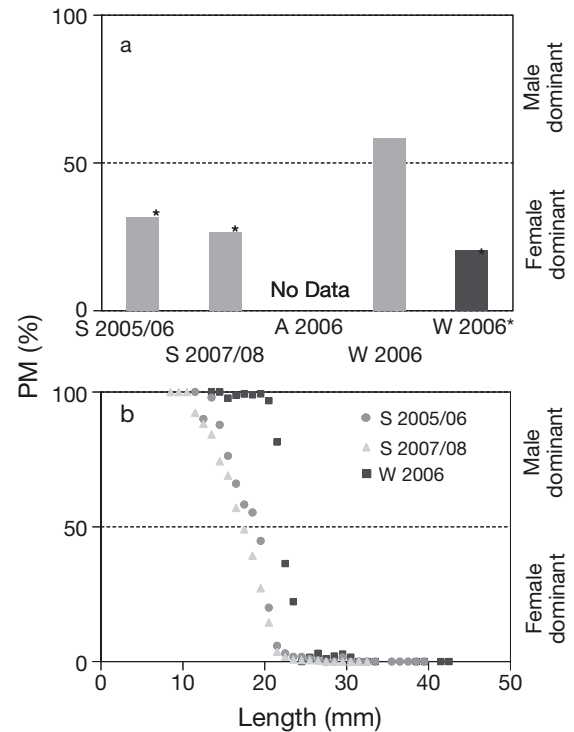 100
a
50
0
Male
dominant
Female
dominant
*
*
*
No Data
S 2005/06
A 2006
W 2006*
S 2007/08
W 2006
PM (%)
100
b
50
0
S 2005/06
S 2007/08
W 2006
Male
dominant
Female
dominant
0
10
20
30
40
50
Length (mm)